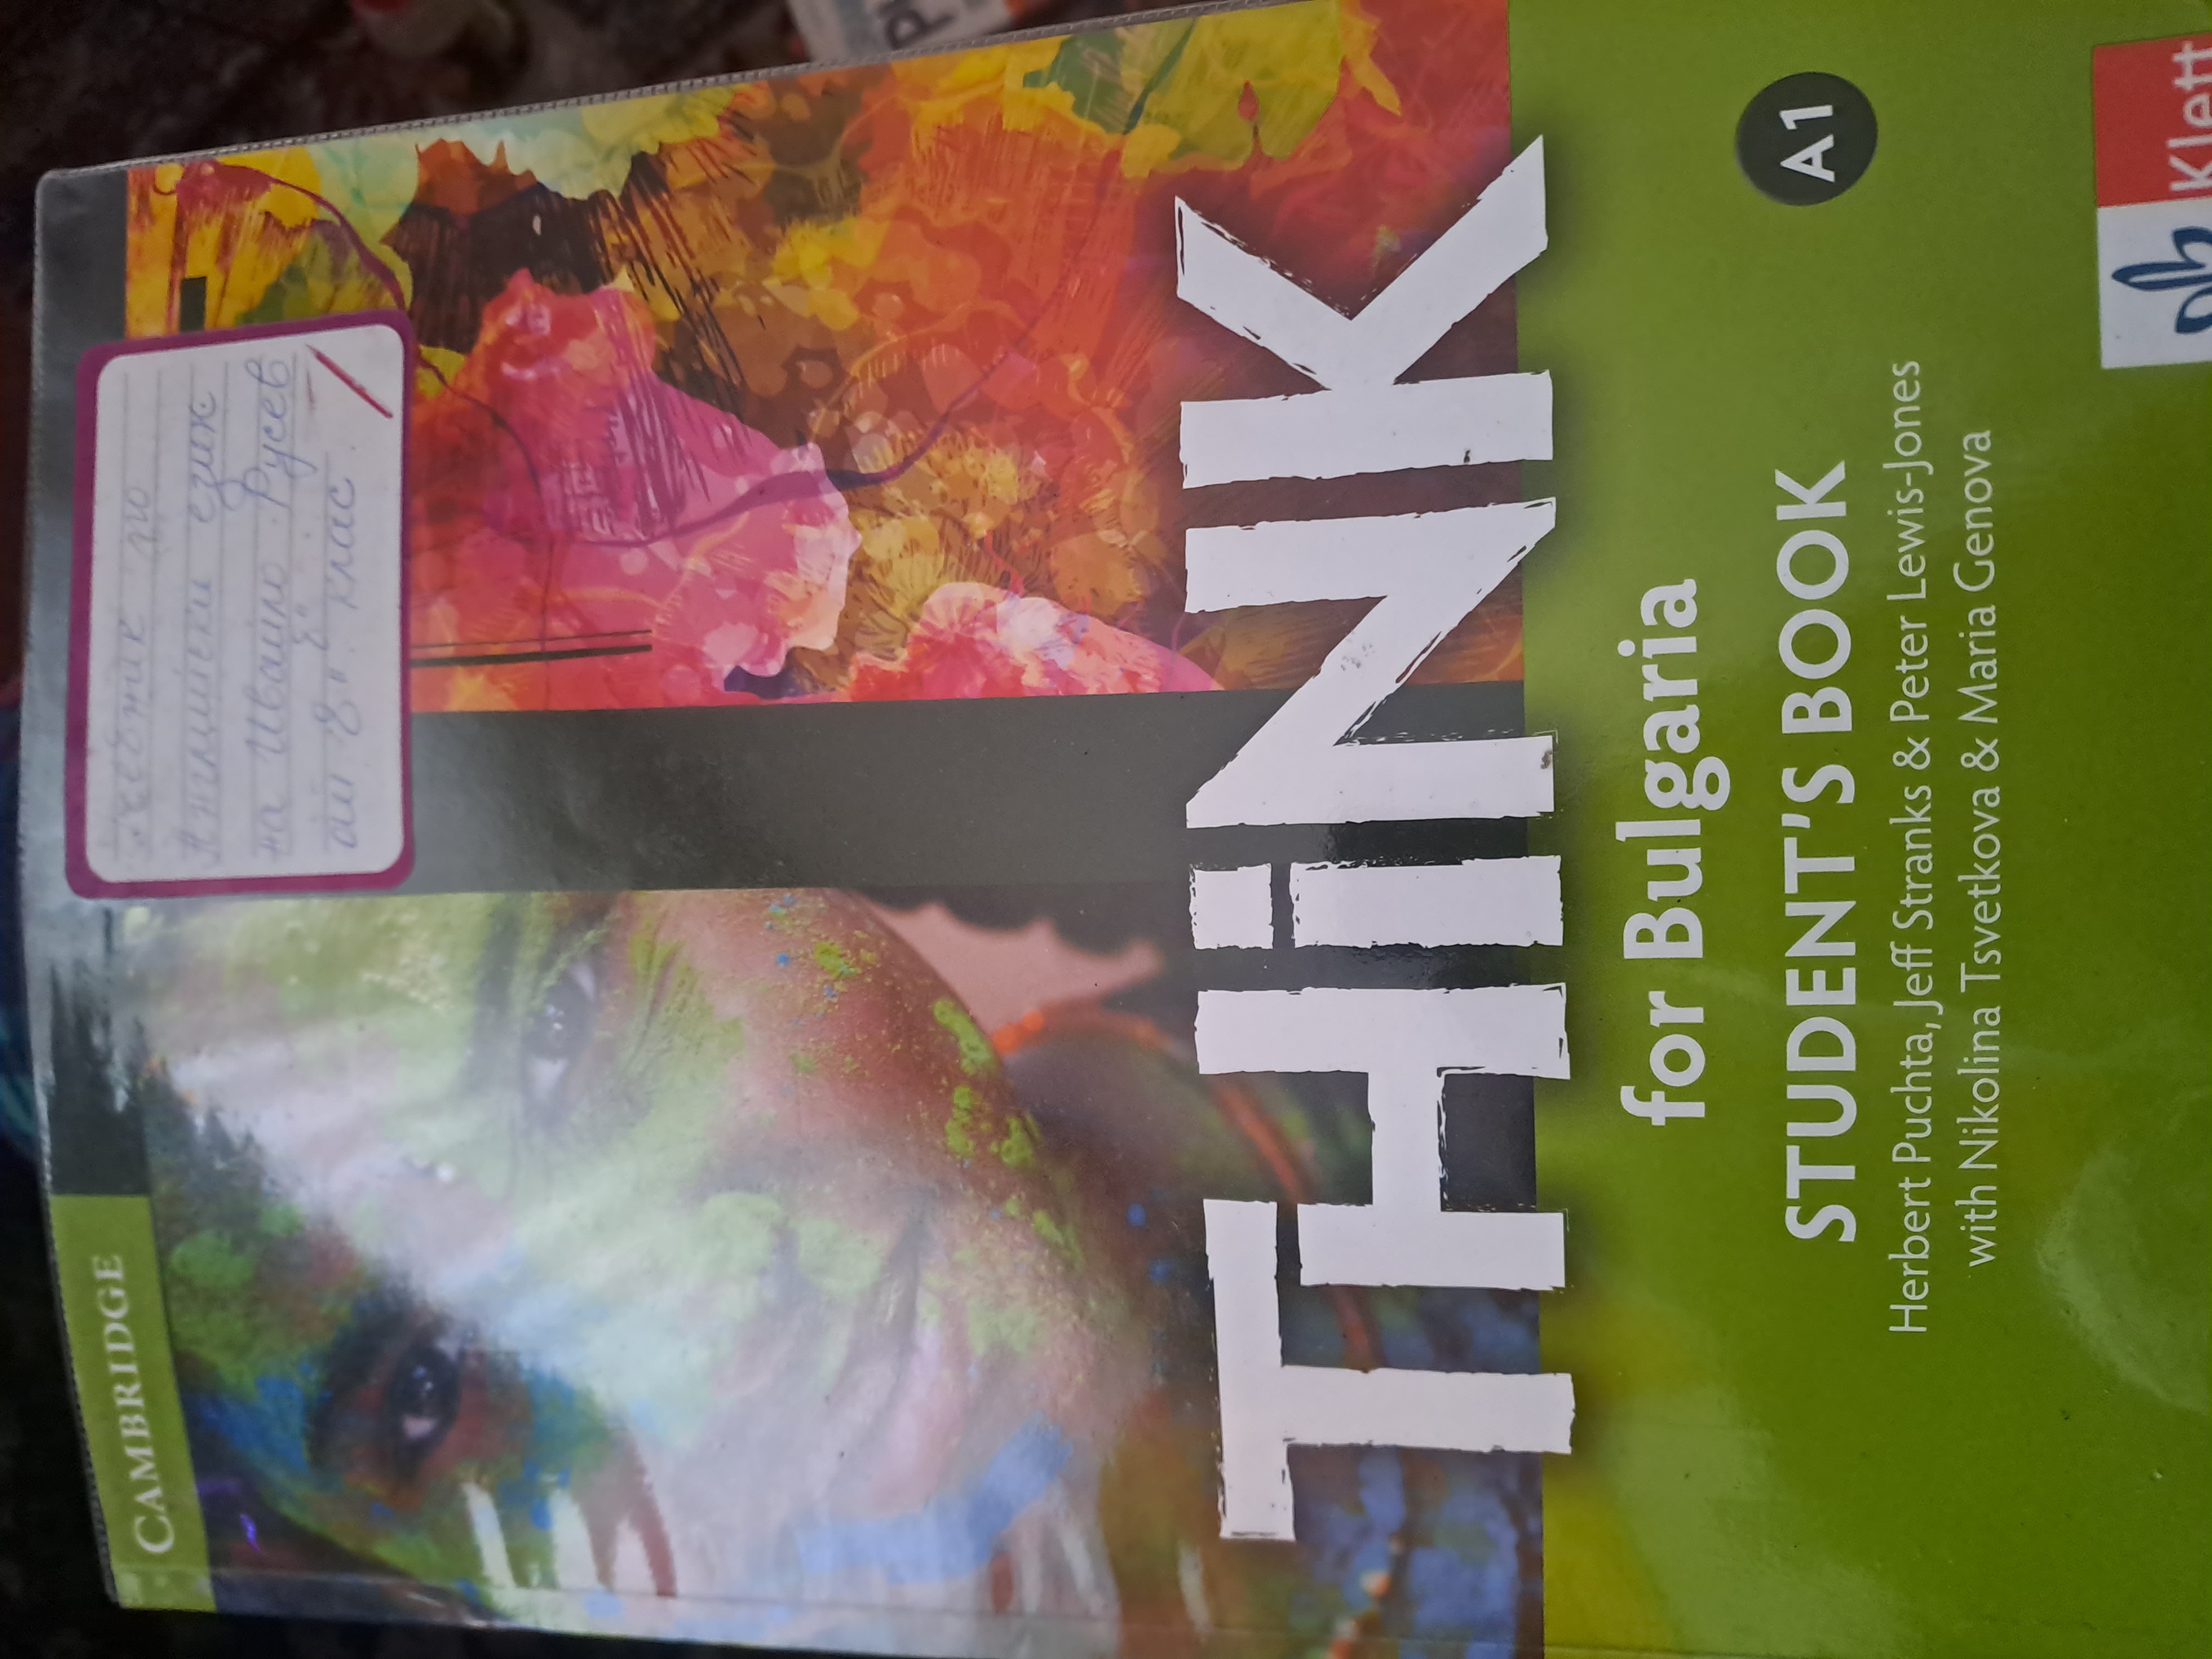 CAMBRIDGE
Учебник по
Английски език
на Ивайло Русев
от 8" клас
8а
THiNK
for Bulgaria
STUDENT'S BOOK
A1
Herbert Puchta, Jeff Stranks & Peter Lewis-Jones
with Nikolina Tsvetkova & Maria Genova
Klett